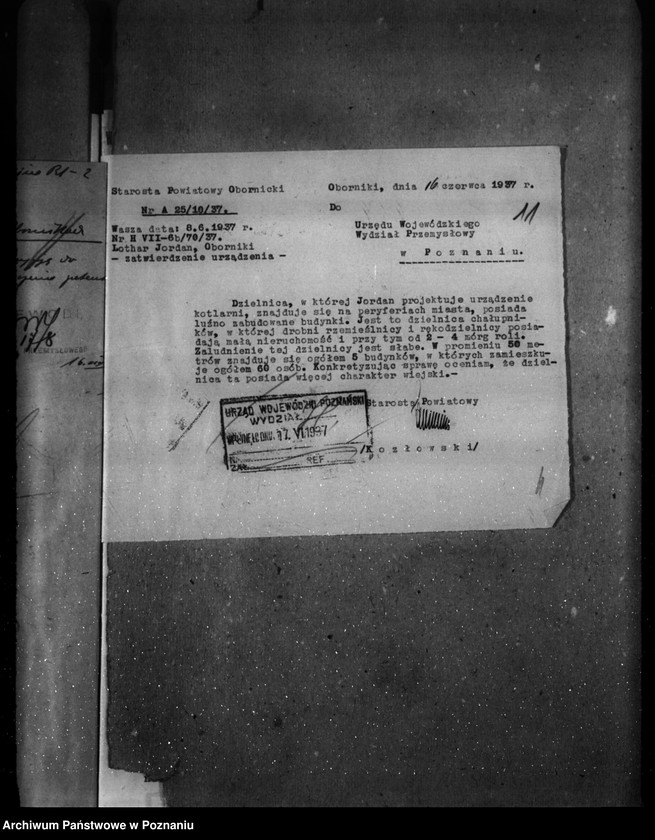 Starosta Powiatowy Obornicki
Oborniki, dnia 16 czerwca 1937 r.
Nr A 25/16/37.
Do
11
Wasza data: 8.6.1937 r.
Nr H VII-6b/70/37.
Lothar Jordan, Oborniki
- zatwierdzenie urządzenia -
Urzędu Wojewódzkiego
Wydział Przemysłowy
w Poznaniu.
Dzielnica, w której Jordan projektuje urządzenie
kotlarni, znajduje się na peryferiach miasta, posiada
luźno zabudowane budynki. Jest to dzielnica chałupni-
ków, w której drobni rzemieślnicy i rękodzielnicy posia-
dają małą nieruchomość i przy tym od 2 - 4 mórg roli.
Zaludnienie tej dzielnicy jest słabe. W promieniu 50 me-
trów znajduje się ogółem 5 budynków, w których zamieszku-
je ogółem 60 osób. Konkretyzując sprawę oceniam, że dziel-
nica ta posiada więcej charakter wiejski.-
Starosta Powiatowy
/Kozłowski/
URZĄD WOJEWÓDZKI POZNAŃSKI
WYDZIAŁ
17. VI. 1937
REF.
17/8
Archiwum Państwowe w Poznaniu